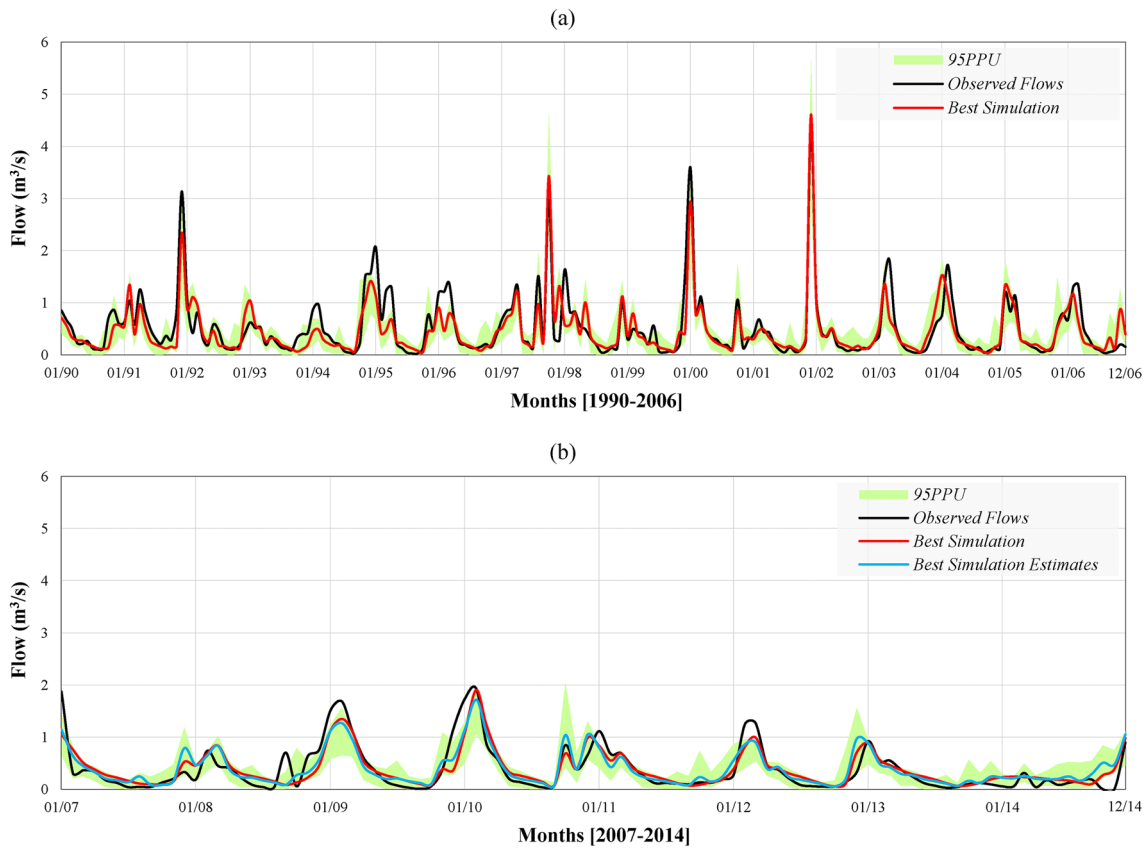 (a)
6
5
4
3
2
1
0
Flow (m³/s)
95PPU
Observed Flows
Best Simulation
01/90 01/91 01/92 01/93 01/94 01/95 01/96 01/97 01/98 01/99 01/00 01/01 01/02 01/03 01/04 01/05 01/06 12/06
Months [1990-2006]
(b)
6
5
4
3
2
1
0
Flow (m³/s)
95PPU
Observed Flows
Best Simulation
Best Simulation Estimates
01/07 01/08 01/09 01/10 01/11 01/12 01/13 01/14 12/14
Months [2007-2014]